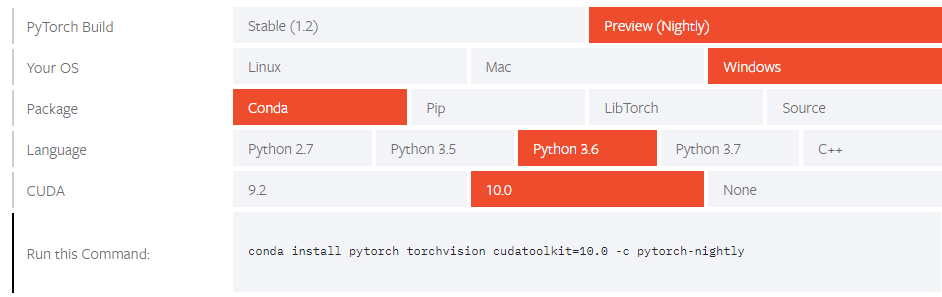 PyTorch Build Stable (1.2) Preview (Nightly)
Your OS Linux Mac Windows
Package Conda Pip LibTorch Source
Language Python 2.7 Python 3.5 Python 3.6 Python 3.7 C++
CUDA 9.2 10.0 None
Run this Command: conda install pytorch torchvision cudatoolkit=10.0 -c pytorch-nightly